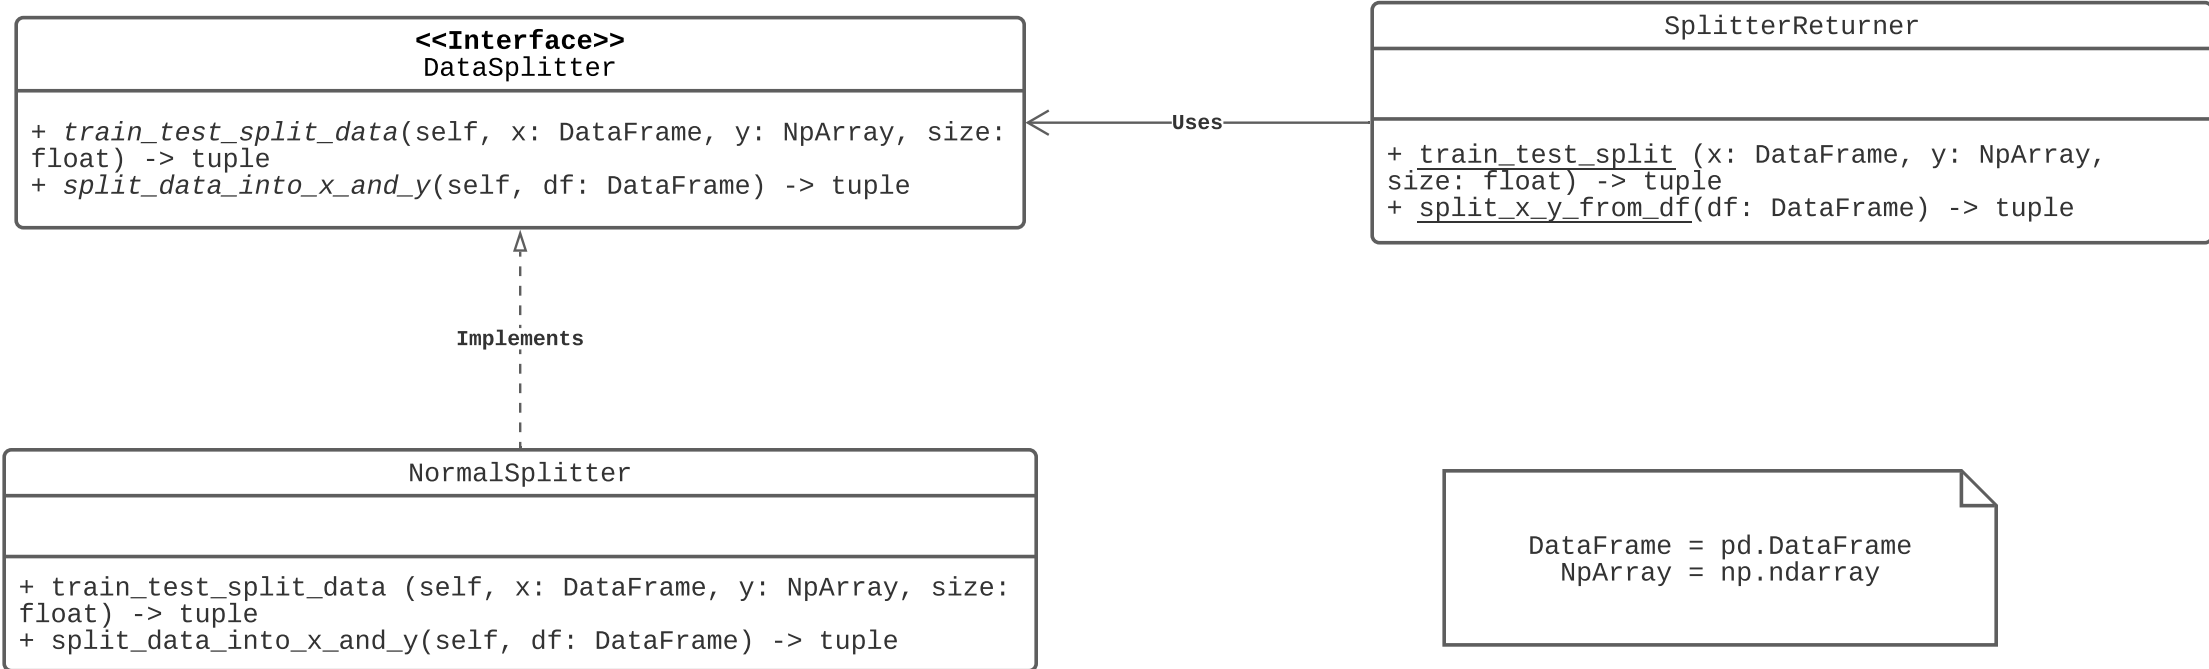 <<Interface>>
DataSplitter
+ train_test_split_data(self, x: DataFrame, y: NpArray, size:
float) -> tuple
+ split_data_into_x_and_y(self, df: DataFrame) -> tuple
Uses
SplitterReturner
+ train_test_split (x: DataFrame, y: NpArray,
size: float) -> tuple
+ split_x_y_from_df(df: DataFrame) -> tuple
Implements
NormalSplitter
+ train_test_split_data (self, x: DataFrame, y: NpArray, size:
float) -> tuple
+ split_data_into_x_and_y(self, df: DataFrame) -> tuple
DataFrame = pd.DataFrame
NpArray = np.ndarray